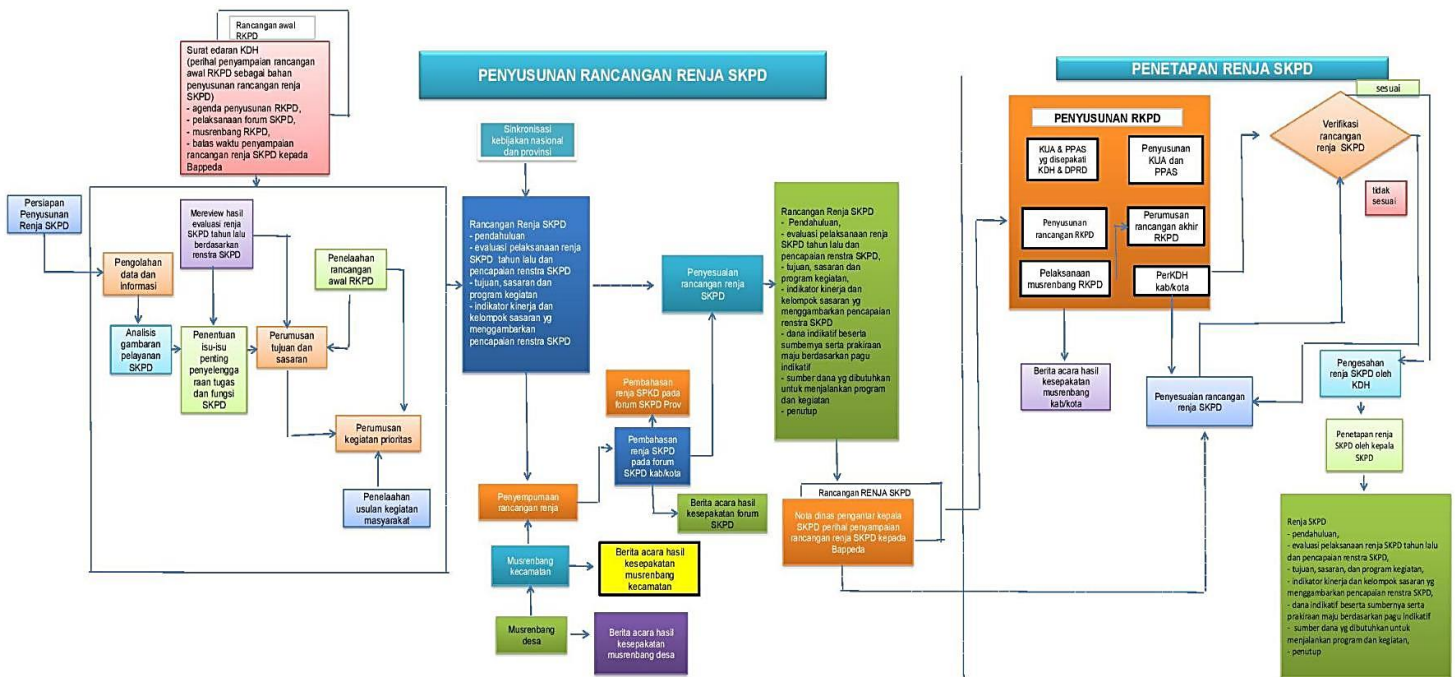 Rancangan awal
RKPD
Surat edaran KDH
(perihal penyampaian rancangan
awal RKPD sebagai bahan
penyusunan rancangan renja
SKPD)
- agenda penyusunan RKPD,
- pelaksanaan forum SKPD,
- musrenbang RKPD,
- batas waktu penyampaian
rancangan renja SKPD kepada
Bappeda
Persiapan
Penyusunan
Renja SKPD
Mereview hasil
evaluasi renja
SKPD tahun lalu
berdasarkan
renstra SKPD
Pengolahan
data dan
informasi
Penelaahan
rancangan
awal RKPD
Analisis
gambaran
pelayanan
SKPD
Penentuan
isu-isu
penting
penyelengga
raan tugas
dan fungsi
SKPD
Perumusan
tujuan dan
sasaran
Perumusan
kegiatan prioritas
Penelaahan
usulan kegiatan
masyarakat
PENYUSUNAN RANCANGAN RENJA SKPD
Sinkronisasi
kebijakan nasional
dan provinsi
Rancangan Renja SKPD
- pendahuluan
- evaluasi pelaksanaan renja
SKPD tahun lalu dan
pencapaian renstra SKPD
- tujuan, sasaran dan
program kegiatan
- indikator kinerja dan
kelompok sasaran yg
menggambarkan
pencapaian renstra SKPD
Penyesuaian
rancangan renja
SKPD
Pembahasan
renja SPKD pada
forum SKPD Prov
Pembahasan
renja SKPD
pada forum
SKPD kab/kota
Penyempurnaan
rancangan renja
Berita acara hasil
kesepakatan forum
SKPD
Musrenbang
kecamatan
Berita acara hasil
kesepakatan
musrenbang
kecamatan
Musrenbang
desa
Berita acara hasil
kesepakatan
musrenbang desa
Rancangan Renja SKPD
- Pendahuluan,
- evaluasi pelaksanaan renja
SKPD tahun lalu dan
pencapaian renstra SKPD,
- tujuan, sasaran dan
program kegiatan,
- indikator kinerja dan
kelompok sasaran yg
menggambarkan pencapaian
renstra SKPD
- dana indikatif beserta
sumbernya serta prakiraan
maju berdasarkan pagu
indikatif
- sumber dana yg dibutuhkan
untuk menjalankan program
dan kegiatan
- penutup
Rancangan RENJA SKPD
Nota dinas pengantar kepala
SKPD perihal penyampaian
rancangan renja SKPD kepada
Bappeda
PENETAPAN RENJA SKPD
PENYUSUNAN RKPD
KUA & PPAS
yg disepakati
KDH & DPRD
Penyusunan
KUA dan
PPAS
Penyusunan
rancangan RKPD
Perumusan
rancangan akhir
RKPD
Pelaksanaan
musrenbang RKPD
PerKDH
kab/kota
Berita acara hasil
kesepakatan
musrenbang
kab/kota
Penyesuaian rancangan
renja SKPD
sesuai
Verifikasi
rancangan
renja SKPD
tidak
sesuai
Pengesahan
renja SKPD oleh
KDH
Penetapan renja
SKPD oleh kepala
SKPD
Renja SKPD
- pendahuluan,
- evaluasi pelaksanaan renja SKPD tahun lalu
dan pencapaian renstra SKPD,
- tujuan, sasaran, dan program kegiatan,
- indikator kinerja dan kelompok sasaran yg
menggambarkan pencapaian renstra SKPD,
- dana indikatif beserta sumbernya serta
prakiraan maju berdasarkan pagu indikatif
- sumber dana yg dibutuhkan untuk
menjalankan program dan kegiatan,
- penutup